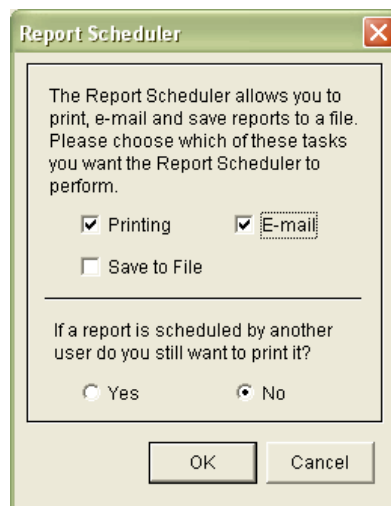 Report Scheduler
The Report Scheduler allows you to
print, e-mail and save reports to a file.
Please choose which of these tasks
you want the Report Scheduler to
perform.
Printing E-mail
Save to File
If a report is scheduled by another
user do you still want to print it?
Yes No
OK Cancel